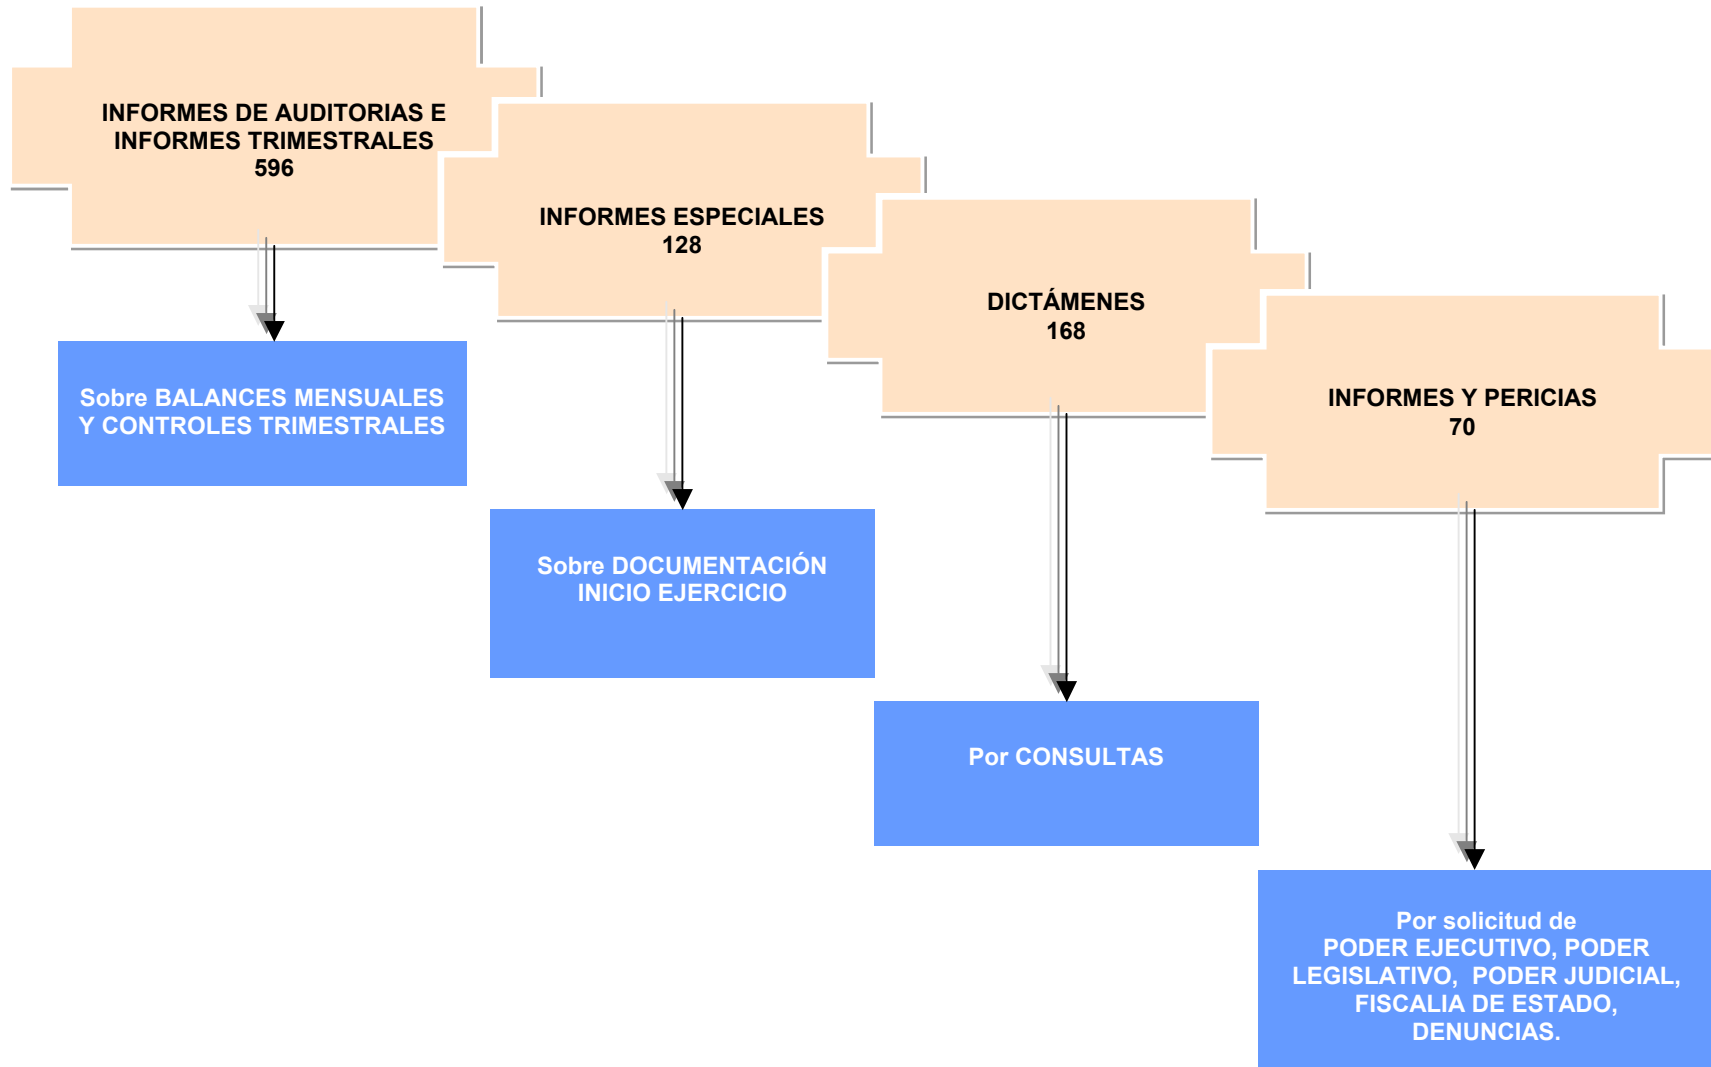 INFORMES DE AUDITORIAS E
INFORMES TRIMESTRALES
596
INFORMES ESPECIALES
128
DICTÁMENES
168
INFORMES Y PERICIAS
70
Sobre BALANCES MENSUALES
Y CONTROLES TRIMESTRALES
Sobre DOCUMENTACIÓN
INICIO EJERCICIO
Por CONSULTAS
Por solicitud de
PODER EJECUTIVO, PODER
LEGISLATIVO, PODER JUDICIAL,
FISCALIA DE ESTADO,
DENUNCIAS.